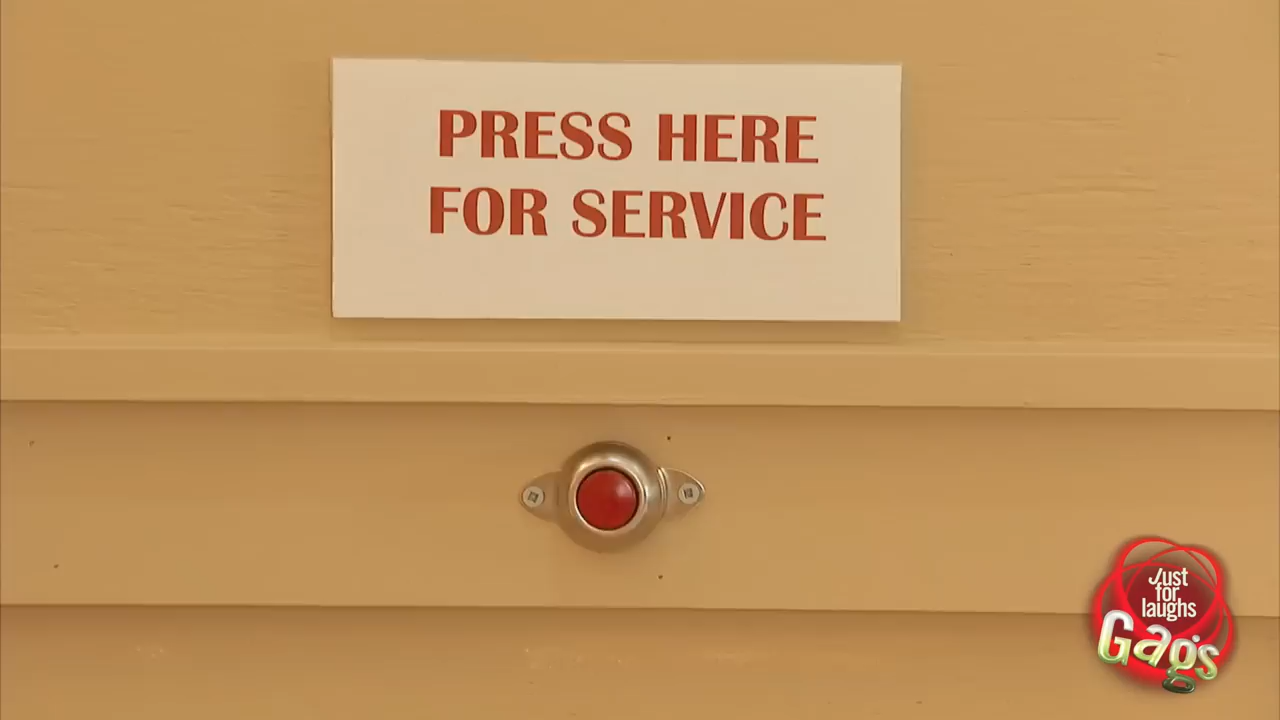 PRESS HERE
FOR SERVICE
Just
for
laughs
Gags